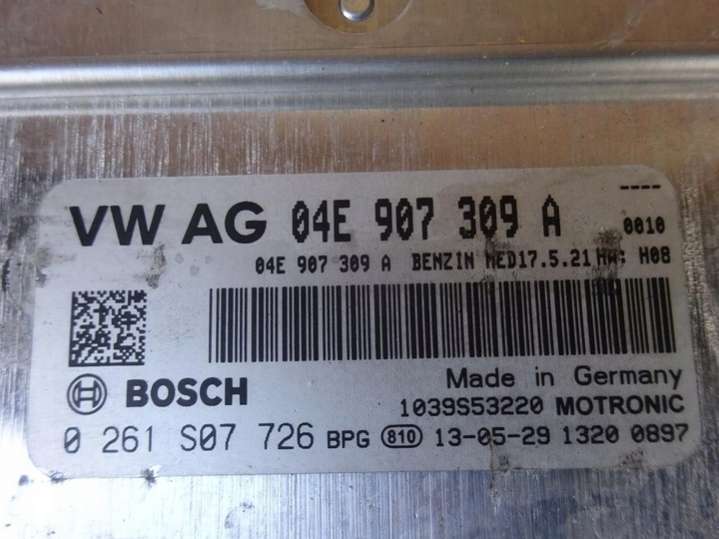 ----
VW AG 04E 907 309 A 0010
04E 907 309 A BENZIN MED17.5.21 HW: H08
BOSCH
Made in Germany
1039S53220 MOTRONIC
0 261 S07 726 BPG 810 13-05-29 1320 0897